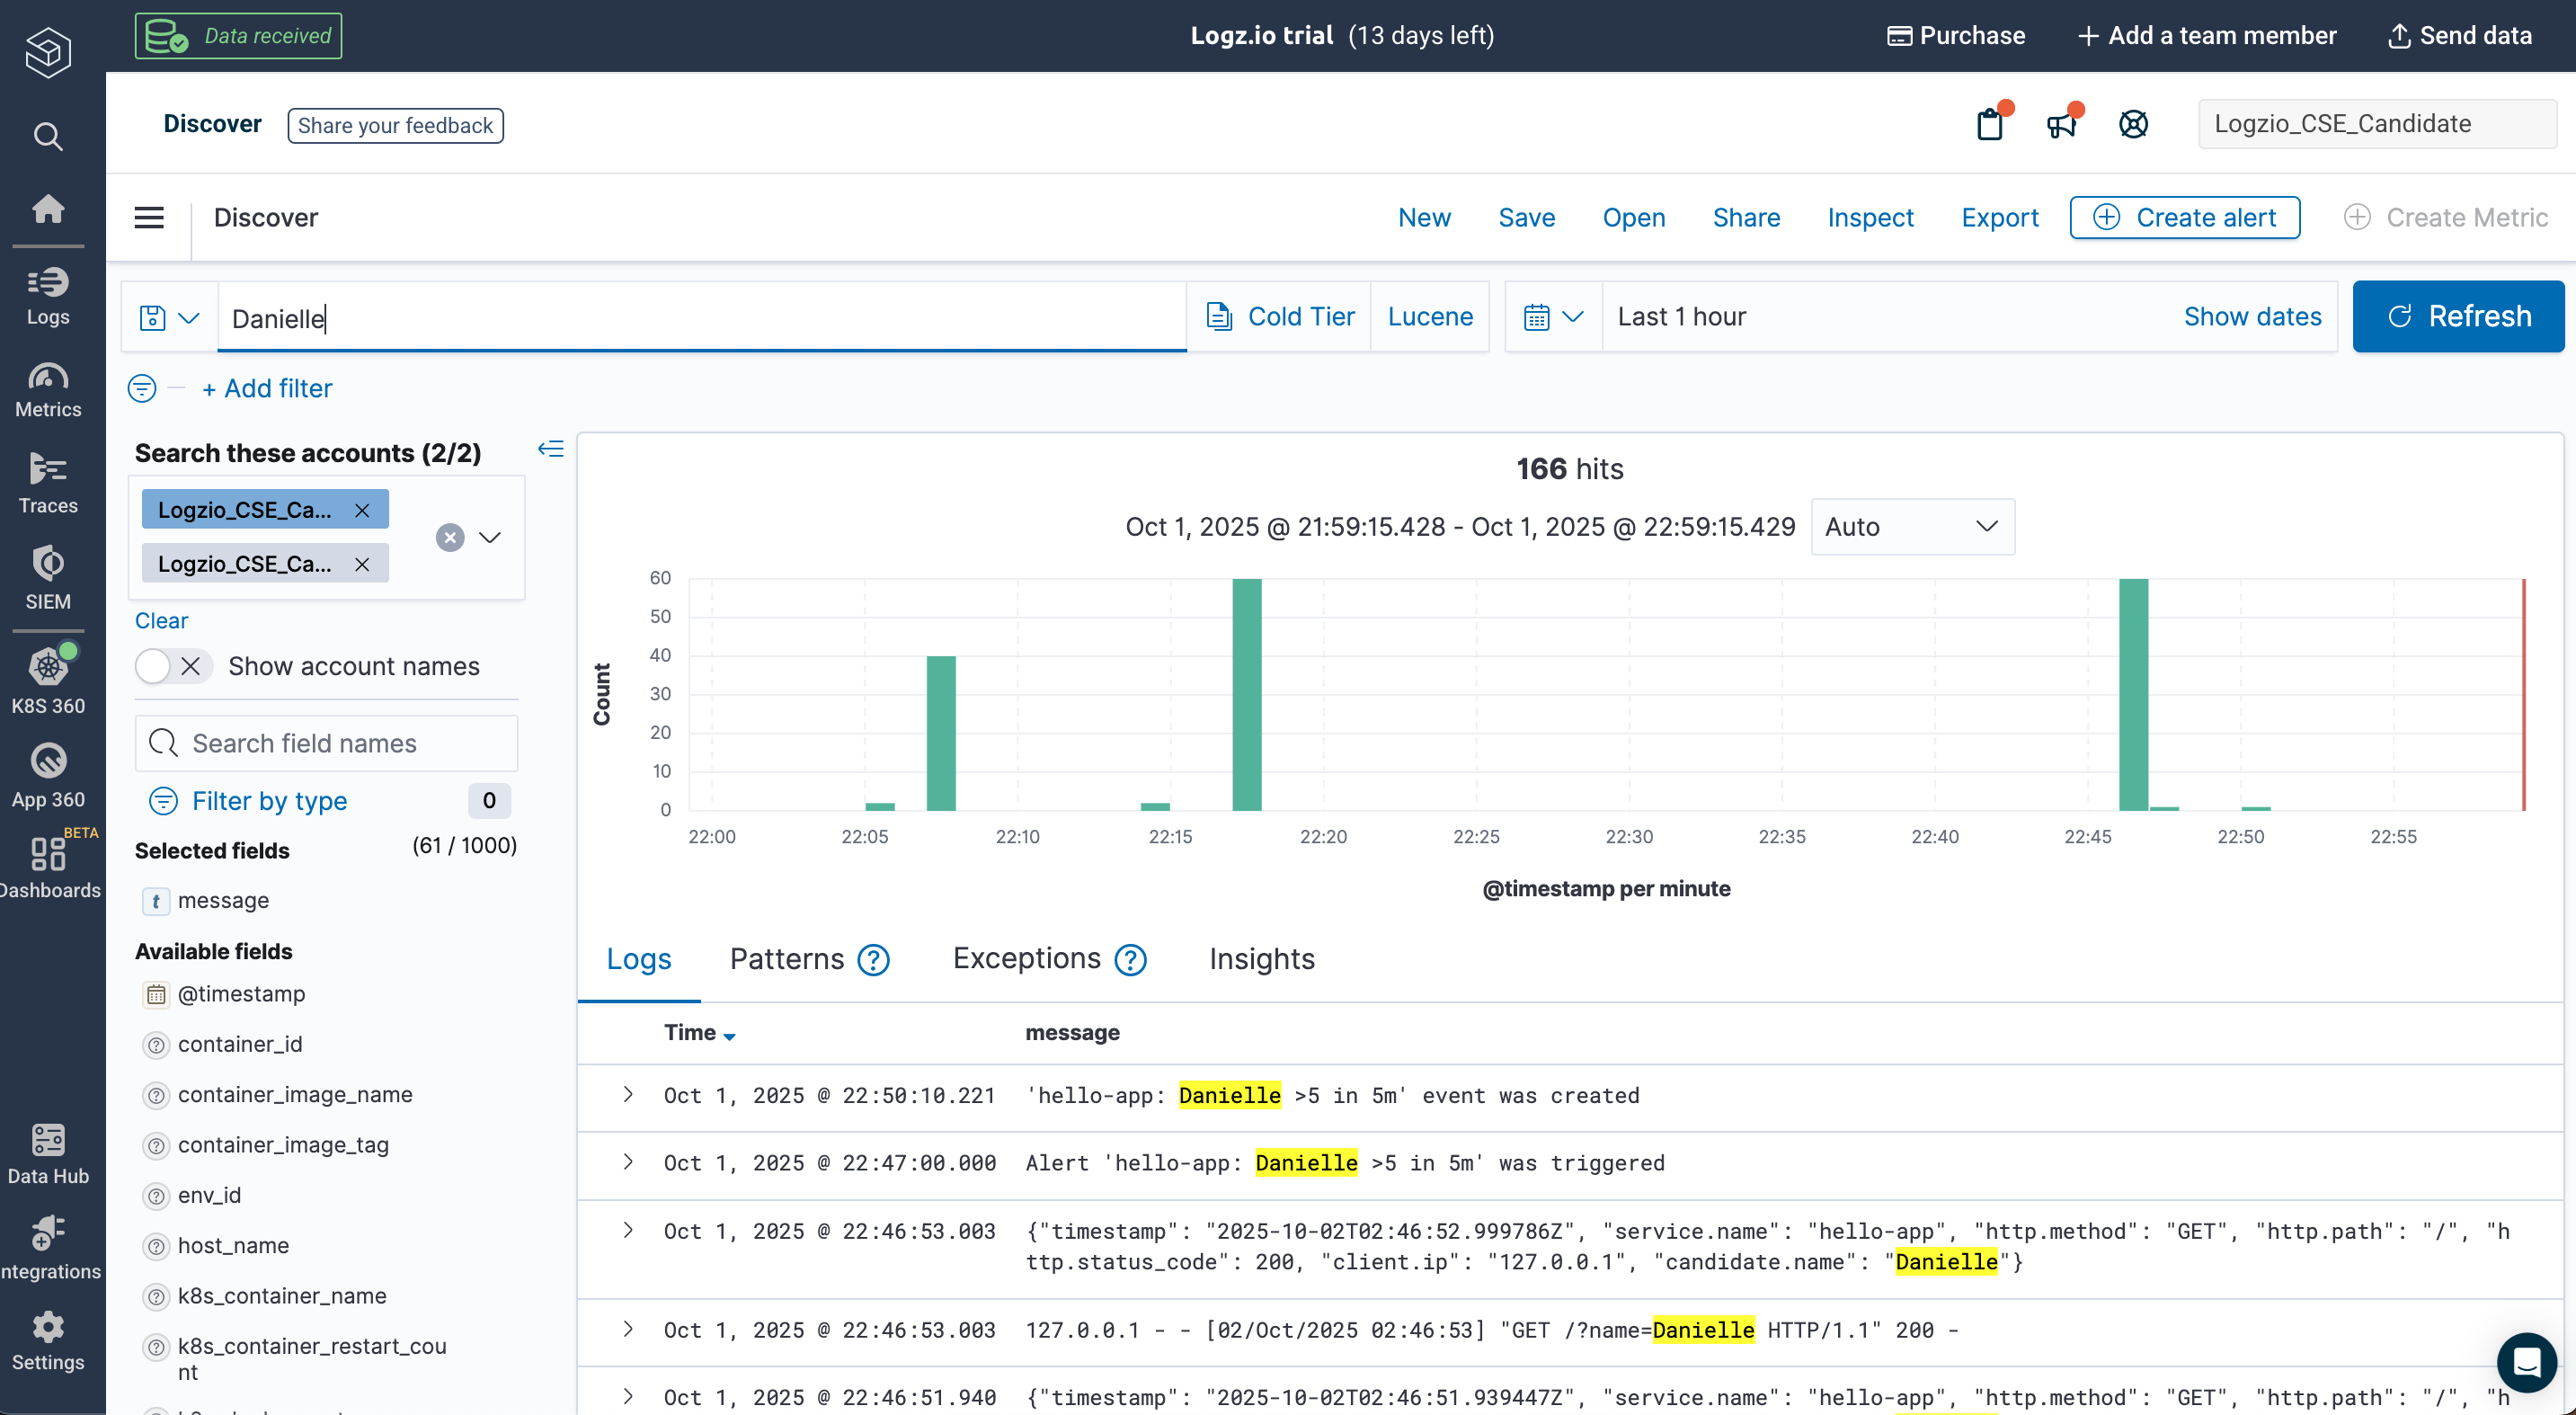 Data received
Logz.io trial (13 days left)
Purchase
Add a team member
Send data
Discover
Share your feedback
Logzio_CSE_Candidate
Discover
New
Save
Open
Share
Inspect
Export
Create alert
Create Metric
Danielle
Cold Tier
Lucene
Last 1 hour
Show dates
Refresh
+ Add filter
Logs
Metrics
Traces
SIEM
K8S 360
App 360
BETA
Dashboards
Data Hub
ntegrations
Settings
Search these accounts (2/2)
Logzio_CSE_Ca...
Logzio_CSE_Ca...
Clear
Show account names
Search field names
Filter by type
0
Selected fields
(61 / 1000)
t message
Available fields
@timestamp
container_id
container_image_name
container_image_tag
env_id
host_name
k8s_container_name
k8s_container_restart_cou
nt
166 hits
Oct 1, 2025 @ 21:59:15.428 - Oct 1, 2025 @ 22:59:15.429
Auto
Count
60
50
40
30
20
10
0
22:00
22:05
22:10
22:15
22:20
22:25
22:30
22:35
22:40
22:45
22:50
22:55
@timestamp per minute
Logs
Patterns ?
Exceptions ?
Insights
Time
message
Oct 1, 2025 @ 22:50:10.221 'hello-app: Danielle >5 in 5m' event was created
Oct 1, 2025 @ 22:47:00.000 Alert 'hello-app: Danielle >5 in 5m' was triggered
Oct 1, 2025 @ 22:46:53.003 {"timestamp": "2025-10-02T02:46:52.999786Z", "service.name": "hello-app", "http.method": "GET", "http.path": "/", "h
ttp.status_code": 200, "client.ip": "127.0.0.1", "candidate.name": "Danielle"}
Oct 1, 2025 @ 22:46:53.003 127.0.0.1 - - [02/Oct/2025 02:46:53] "GET /?name=Danielle HTTP/1.1" 200 -
Oct 1, 2025 @ 22:46:51.940 {"timestamp": "2025-10-02T02:46:51.939447Z", "service.name": "hello-app", "http.method": "GET", "http.path": "/", "h